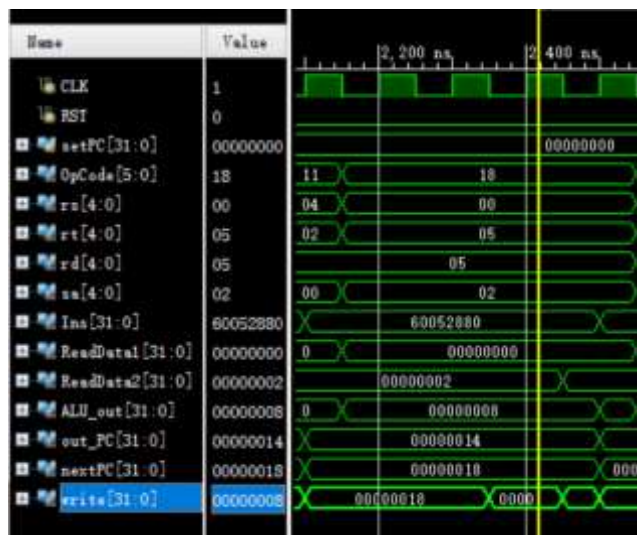 Name Value
2,200 ns 2,400 ns
CLK 1
RST 0
setPC[31:0] 00000000 00000000
OpCode[5:0] 18 11 18
rs[4:0] 00 04 00
rt[4:0] 05 02 05
rd[4:0] 05 05
sa[4:0] 02 00 02
Ins[31:0] 60052880 60052880
ReadData1[31:0] 00000000 0 00000000
ReadData2[31:0] 00000002 00000002
ALU_out[31:0] 00000008 0 00000008
out_PC[31:0] 00000014 00000014
nextPC[31:0] 00000018 00000018 000
write[31:0] 00000008 00000018 0000